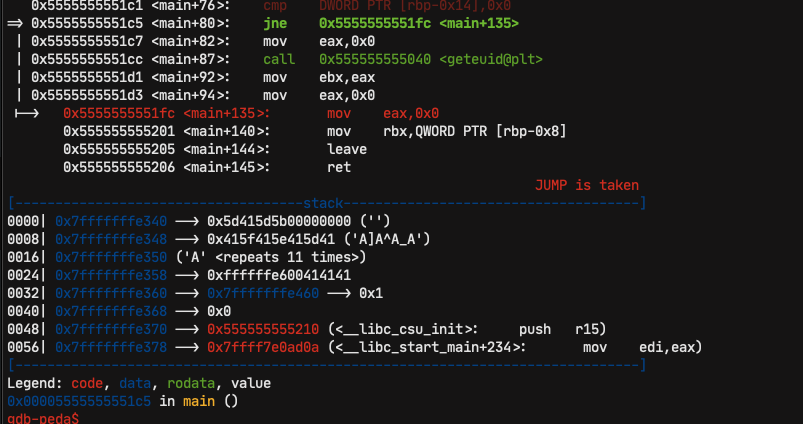 0x5555555551c1 <main+76>: cmp DWORD PTR [rbp-0x14],0x0
=> 0x5555555551c5 <main+80>: jne 0x5555555551fc <main+135>
| 0x5555555551c7 <main+82>: mov eax,0x0
| 0x5555555551cc <main+87>: call 0x555555555040 <geteuid@plt>
| 0x5555555551d1 <main+92>: mov ebx,eax
| 0x5555555551d3 <main+94>: mov eax,0x0
|--> 0x5555555551fc <main+135>: mov eax,0x0
0x555555555201 <main+140>: mov rbx,QWORD PTR [rbp-0x8]
0x555555555205 <main+144>: leave
0x555555555206 <main+145>: ret
JUMP is taken
[------------------------------------stack-------------------------------------]
0000| 0x7fffffffe340 --> 0x5d415d5b00000000 ('')
0008| 0x7fffffffe348 --> 0x415f415e415d41 ('A]A^A_A')
0016| 0x7fffffffe350 ('A' <repeats 11 times>)
0024| 0x7fffffffe358 --> 0xffffffe600414141
0032| 0x7fffffffe360 --> 0x7fffffffe460 --> 0x1
0040| 0x7fffffffe368 --> 0x0
0048| 0x7fffffffe370 --> 0x555555555210 (<__libc_csu_init>: push r15)
0056| 0x7fffffffe378 --> 0x7ffff7e0ad0a (<__libc_start_main+234>: mov edi,eax)
[------------------------------------------------------------------------------]
Legend: code, data, rodata, value
0x00005555555551c5 in main ()
gdb-peda$